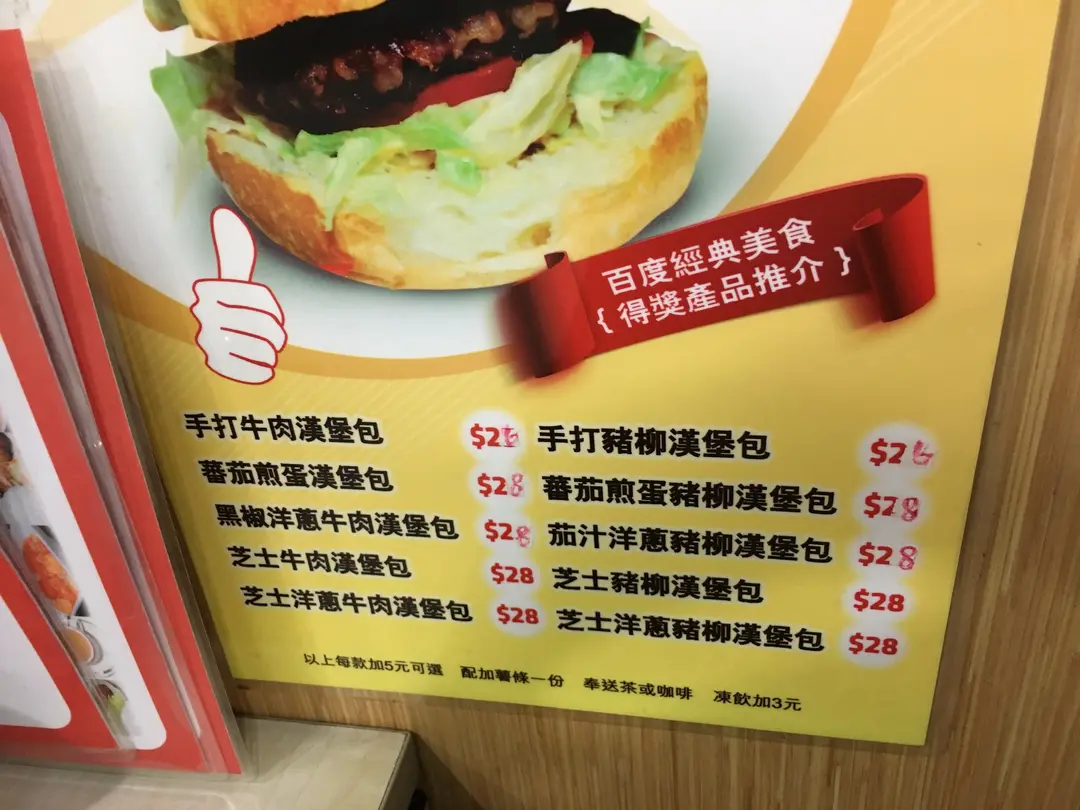 百度經典美食
{ 得獎產品推介 }
手打牛肉漢堡包 $26
蕃茄煎蛋漢堡包 $28
黑椒洋蔥牛肉漢堡包 $28
芝士牛肉漢堡包 $28
芝士洋蔥牛肉漢堡包 $28
手打豬柳漢堡包 $26
蕃茄煎蛋豬柳漢堡包 $28
茄汁洋蔥豬柳漢堡包 $28
芝士豬柳漢堡包 $28
芝士洋蔥豬柳漢堡包 $28
以上每款加5元可選 配加薯條一份 奉送茶或咖啡 凍飲加3元